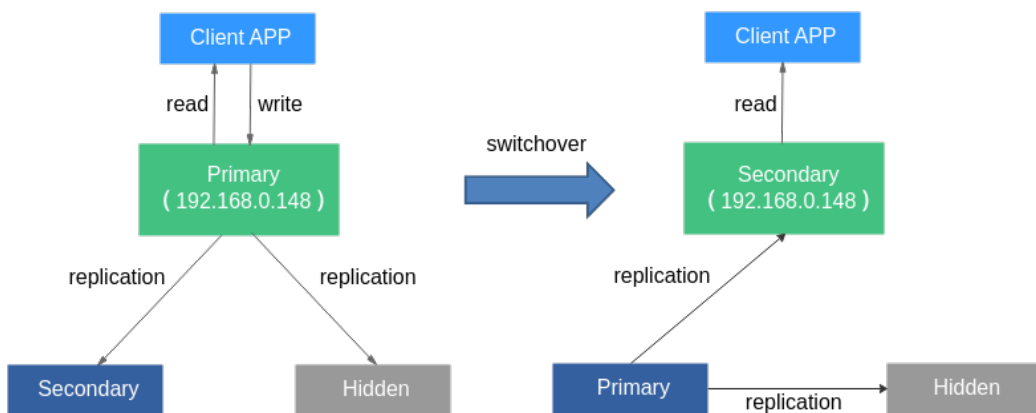 Client APP
read
write
Primary
( 192.168.0.148 )
replication
replication
Secondary
Hidden
switchover
Client APP
read
Secondary
( 192.168.0.148 )
replication
Primary
replication
Hidden